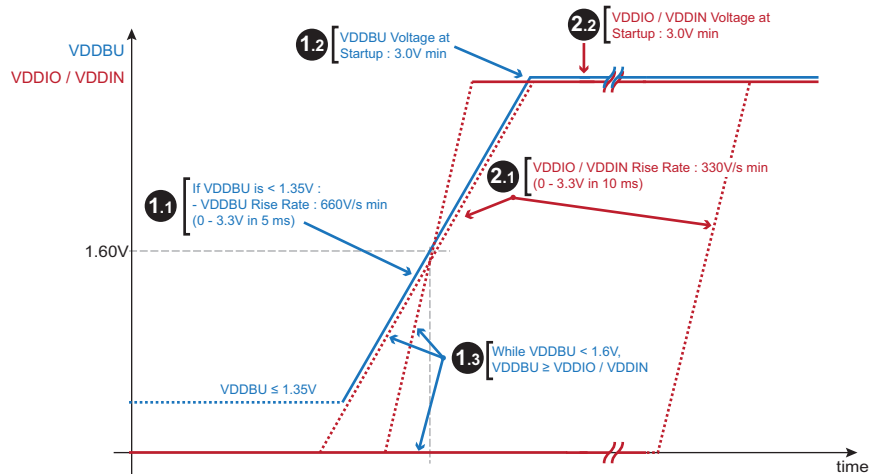 VDDBU
VDDIO / VDDIN
1.2
VDDBU Voltage at
Startup : 3.0V min
2.2
VDDIO / VDDIN Voltage at
Startup : 3.0V min
1.1
If VDDBU is < 1.35V :
- VDDBU Rise Rate : 660V/s min
(0 - 3.3V in 5 ms)
2.1
VDDIO / VDDIN Rise Rate : 330V/s min
(0 - 3.3V in 10 ms)
1.60V
1.3
While VDDBU < 1.6V,
VDDBU ≥ VDDIO / VDDIN
VDDBU ≤ 1.35V
time